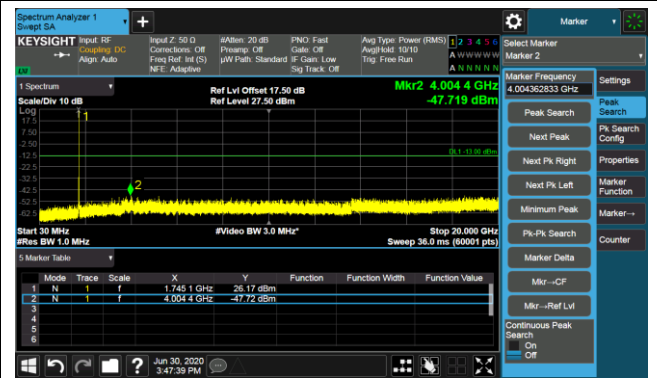 Spectrum Analyzer 1
Swept SA
Marker
KEYSIGHT
Input: RF
Coupling: DC
Align: Auto
Input Z: 50 Ω
Corrections: Off
Freq Ref: Int (S)
NFE: Adaptive
#Atten: 20 dB
Preamp: Off
µW Path: Standard
PNO: Fast
Gate: Off
IF Gain: Low
Sig Track: Off
Avg Type: Power (RMS)
Avg|Hold: 10/10
Trig: Free Run
1 2 3 4 5 6
A W W W W W
A N N N N N
LXI
Select Marker
Marker 2
1 Spectrum
Scale/Div 10 dB
Ref Lvl Offset 17.50 dB
Ref Level 27.50 dBm
Mkr2 4.004 4 GHz
-47.719 dBm
Log
17.5
7.50
-2.50
-12.5
-22.5
-32.5
-42.5
-52.5
-62.5
1
2
DL1 -13.00 dBm
Start 30 MHz
#Res BW 1.0 MHz
#Video BW 3.0 MHz*
Stop 20.000 GHz
Sweep 36.0 ms (60001 pts)
5 Marker Table
Mode Trace Scale X Y Function Function Width Function Value
1 N 1 f 1.745 1 GHz 26.17 dBm
2 N 1 f 4.004 4 GHz -47.72 dBm
3
4
5
6
Marker Frequency
4.004362833 GHz
Peak Search
Next Peak
Next Pk Right
Next Pk Left
Minimum Peak
Pk-Pk Search
Marker Delta
Mkr→CF
Mkr→Ref Lvl
Continuous Peak
Search
On
Off
Settings
Peak
Search
Pk Search
Config
Properties
Marker
Function
Marker→
Counter
?
Jun 30, 2020
3:47:39 PM